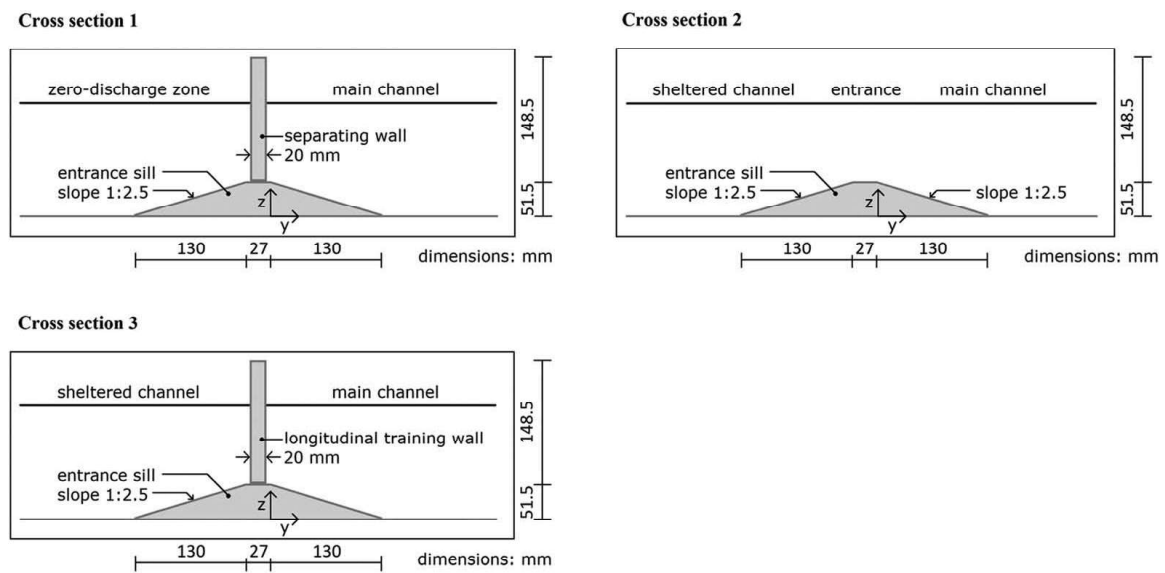 Cross section 1
zero-discharge zone
main channel
separating wall
20 mm
entrance sill
slope 1:2.5
z
y
148.5
51.5
130
27
130
dimensions: mm
Cross section 2
sheltered channel
entrance
main channel
entrance sill
slope 1:2.5
slope 1:2.5
z
y
148.5
51.5
130
27
130
dimensions: mm
Cross section 3
sheltered channel
main channel
longitudinal training wall
20 mm
entrance sill
slope 1:2.5
z
y
148.5
51.5
130
27
130
dimensions: mm